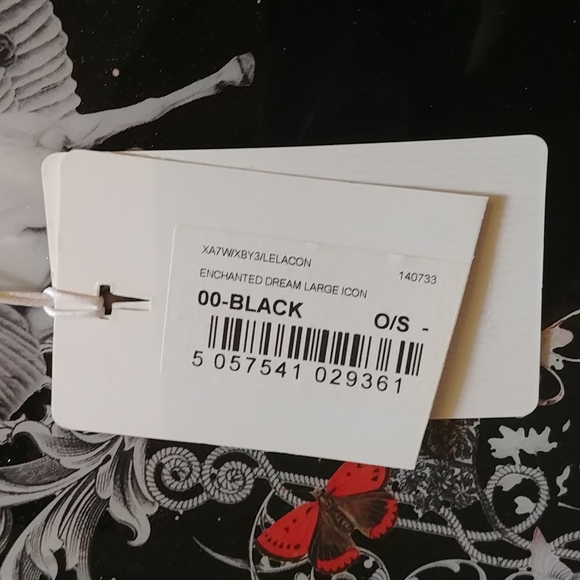 XA7W/XBY3/LELACON
140733
ENCHANTED DREAM LARGE ICON
00-BLACK O/S -
5 057541 029361